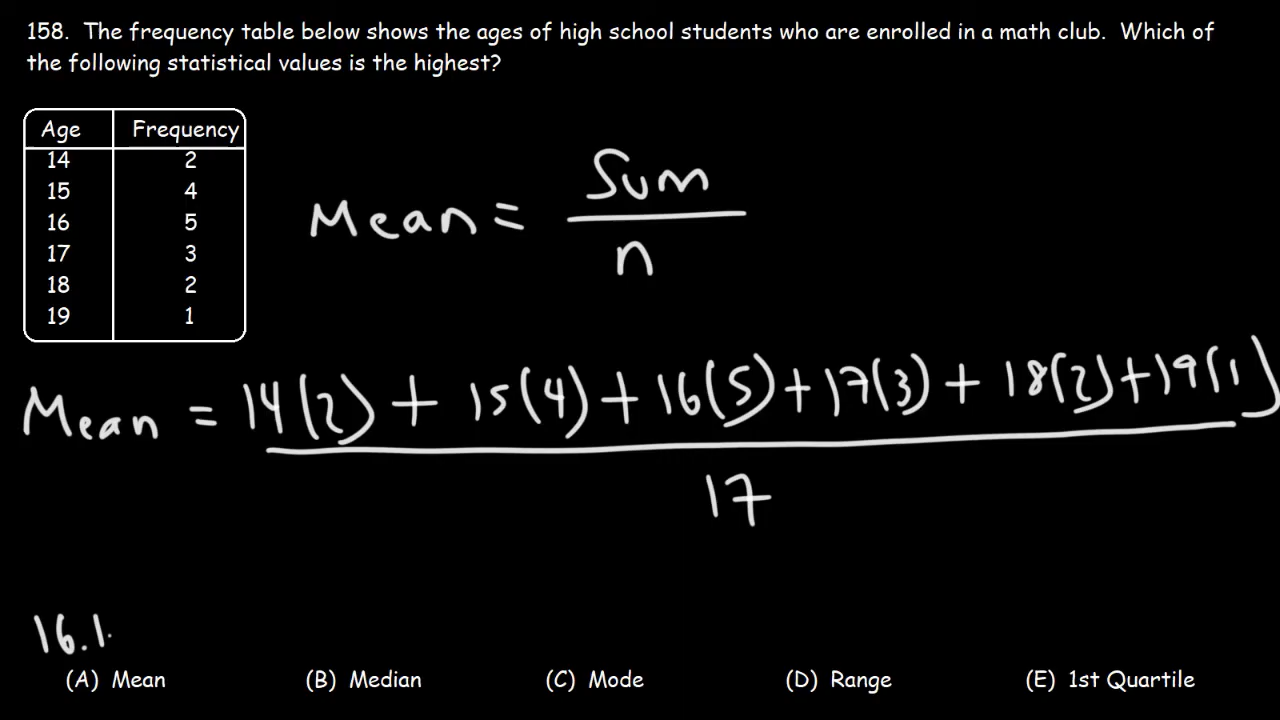 158. The frequency table below shows the ages of high school students who are enrolled in a math club. Which of
the following statistical values is the highest?
Age Frequency
14 2
15 4
16 5
17 3
18 2
19 1
Mean = Sum / n
Mean = 14(2) + 15(4) + 16(5) + 17(3) + 18(2) + 19(1)
17
16.1
(A) Mean (B) Median (C) Mode (D) Range (E) 1st Quartile